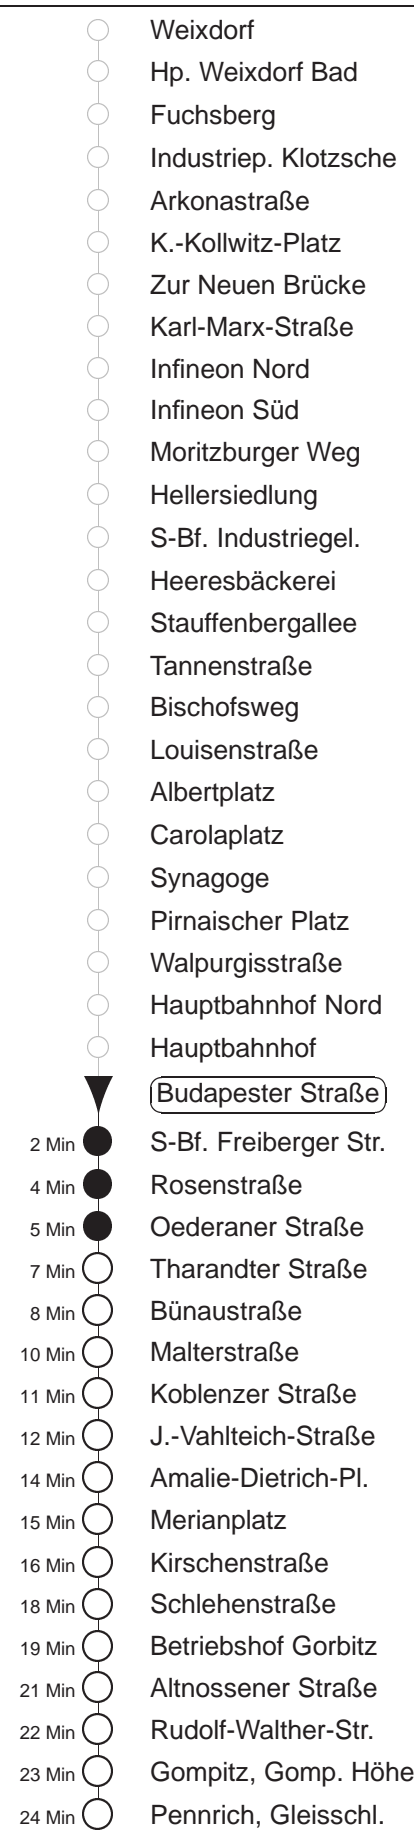 Weixdorf
Hp. Weixdorf Bad
Fuchsberg
Industriep. Klotzsche
Arkonastraße
K.-Kollwitz-Platz
Zur Neuen Brücke
Karl-Marx-Straße
Infineon Nord
Infineon Süd
Moritzburger Weg
Hellersiedlung
S-Bf. Industriegel.
Heeresbäckerei
Stauffenbergallee
Tannenstraße
Bischofsweg
Louisenstraße
Albertplatz
Carolaplatz
Synagoge
Pirnaischer Platz
Walpurgisstraße
Hauptbahnhof Nord
Hauptbahnhof
Budapester Straße
2 Min S-Bf. Freiberger Str.
4 Min Rosenstraße
5 Min Oederaner Straße
7 Min Tharandter Straße
8 Min Bünaustraße
10 Min Malterstraße
11 Min Koblenzer Straße
12 Min J.-Vahlteich-Straße
14 Min Amalie-Dietrich-Pl.
15 Min Merianplatz
16 Min Kirschenstraße
18 Min Schlehenstraße
19 Min Betriebshof Gorbitz
21 Min Altnossener Straße
22 Min Rudolf-Walther-Str.
23 Min Gompitz, Gomp. Höhe
24 Min Pennrich, Gleisschl.